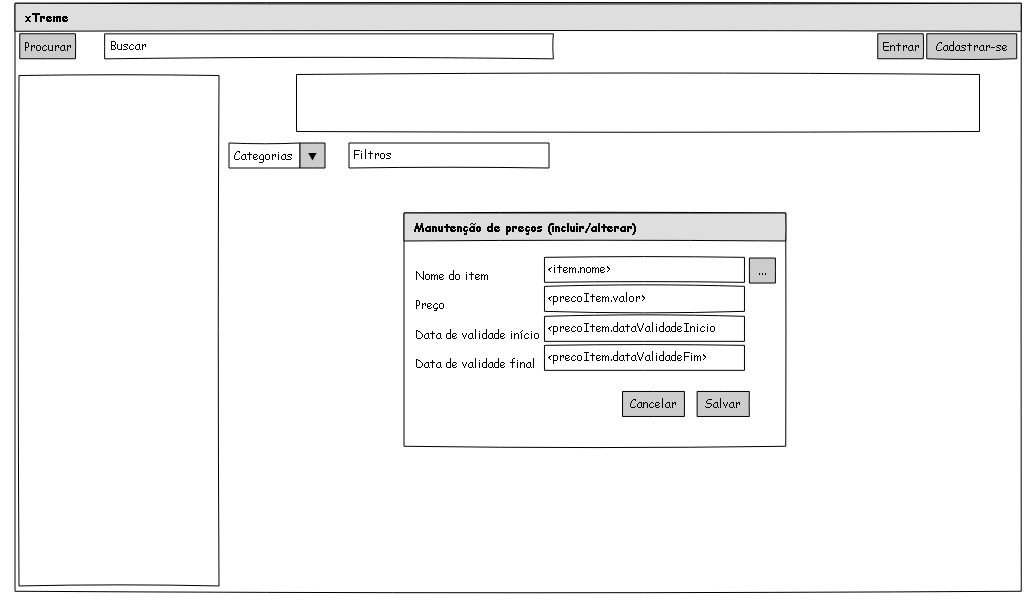 xTreme
Procurar
Buscar
Entrar
Cadastrar-se
Categorias ▼
Filtros
Manutenção de preços (incluir/alterar)
Nome do item
<item.nome>
...
Preço
<precoItem.valor>
Data de validade início
<precoItem.dataValidadeInicio
Data de validade final
<precoItem.dataValidadeFim>
Cancelar
Salvar